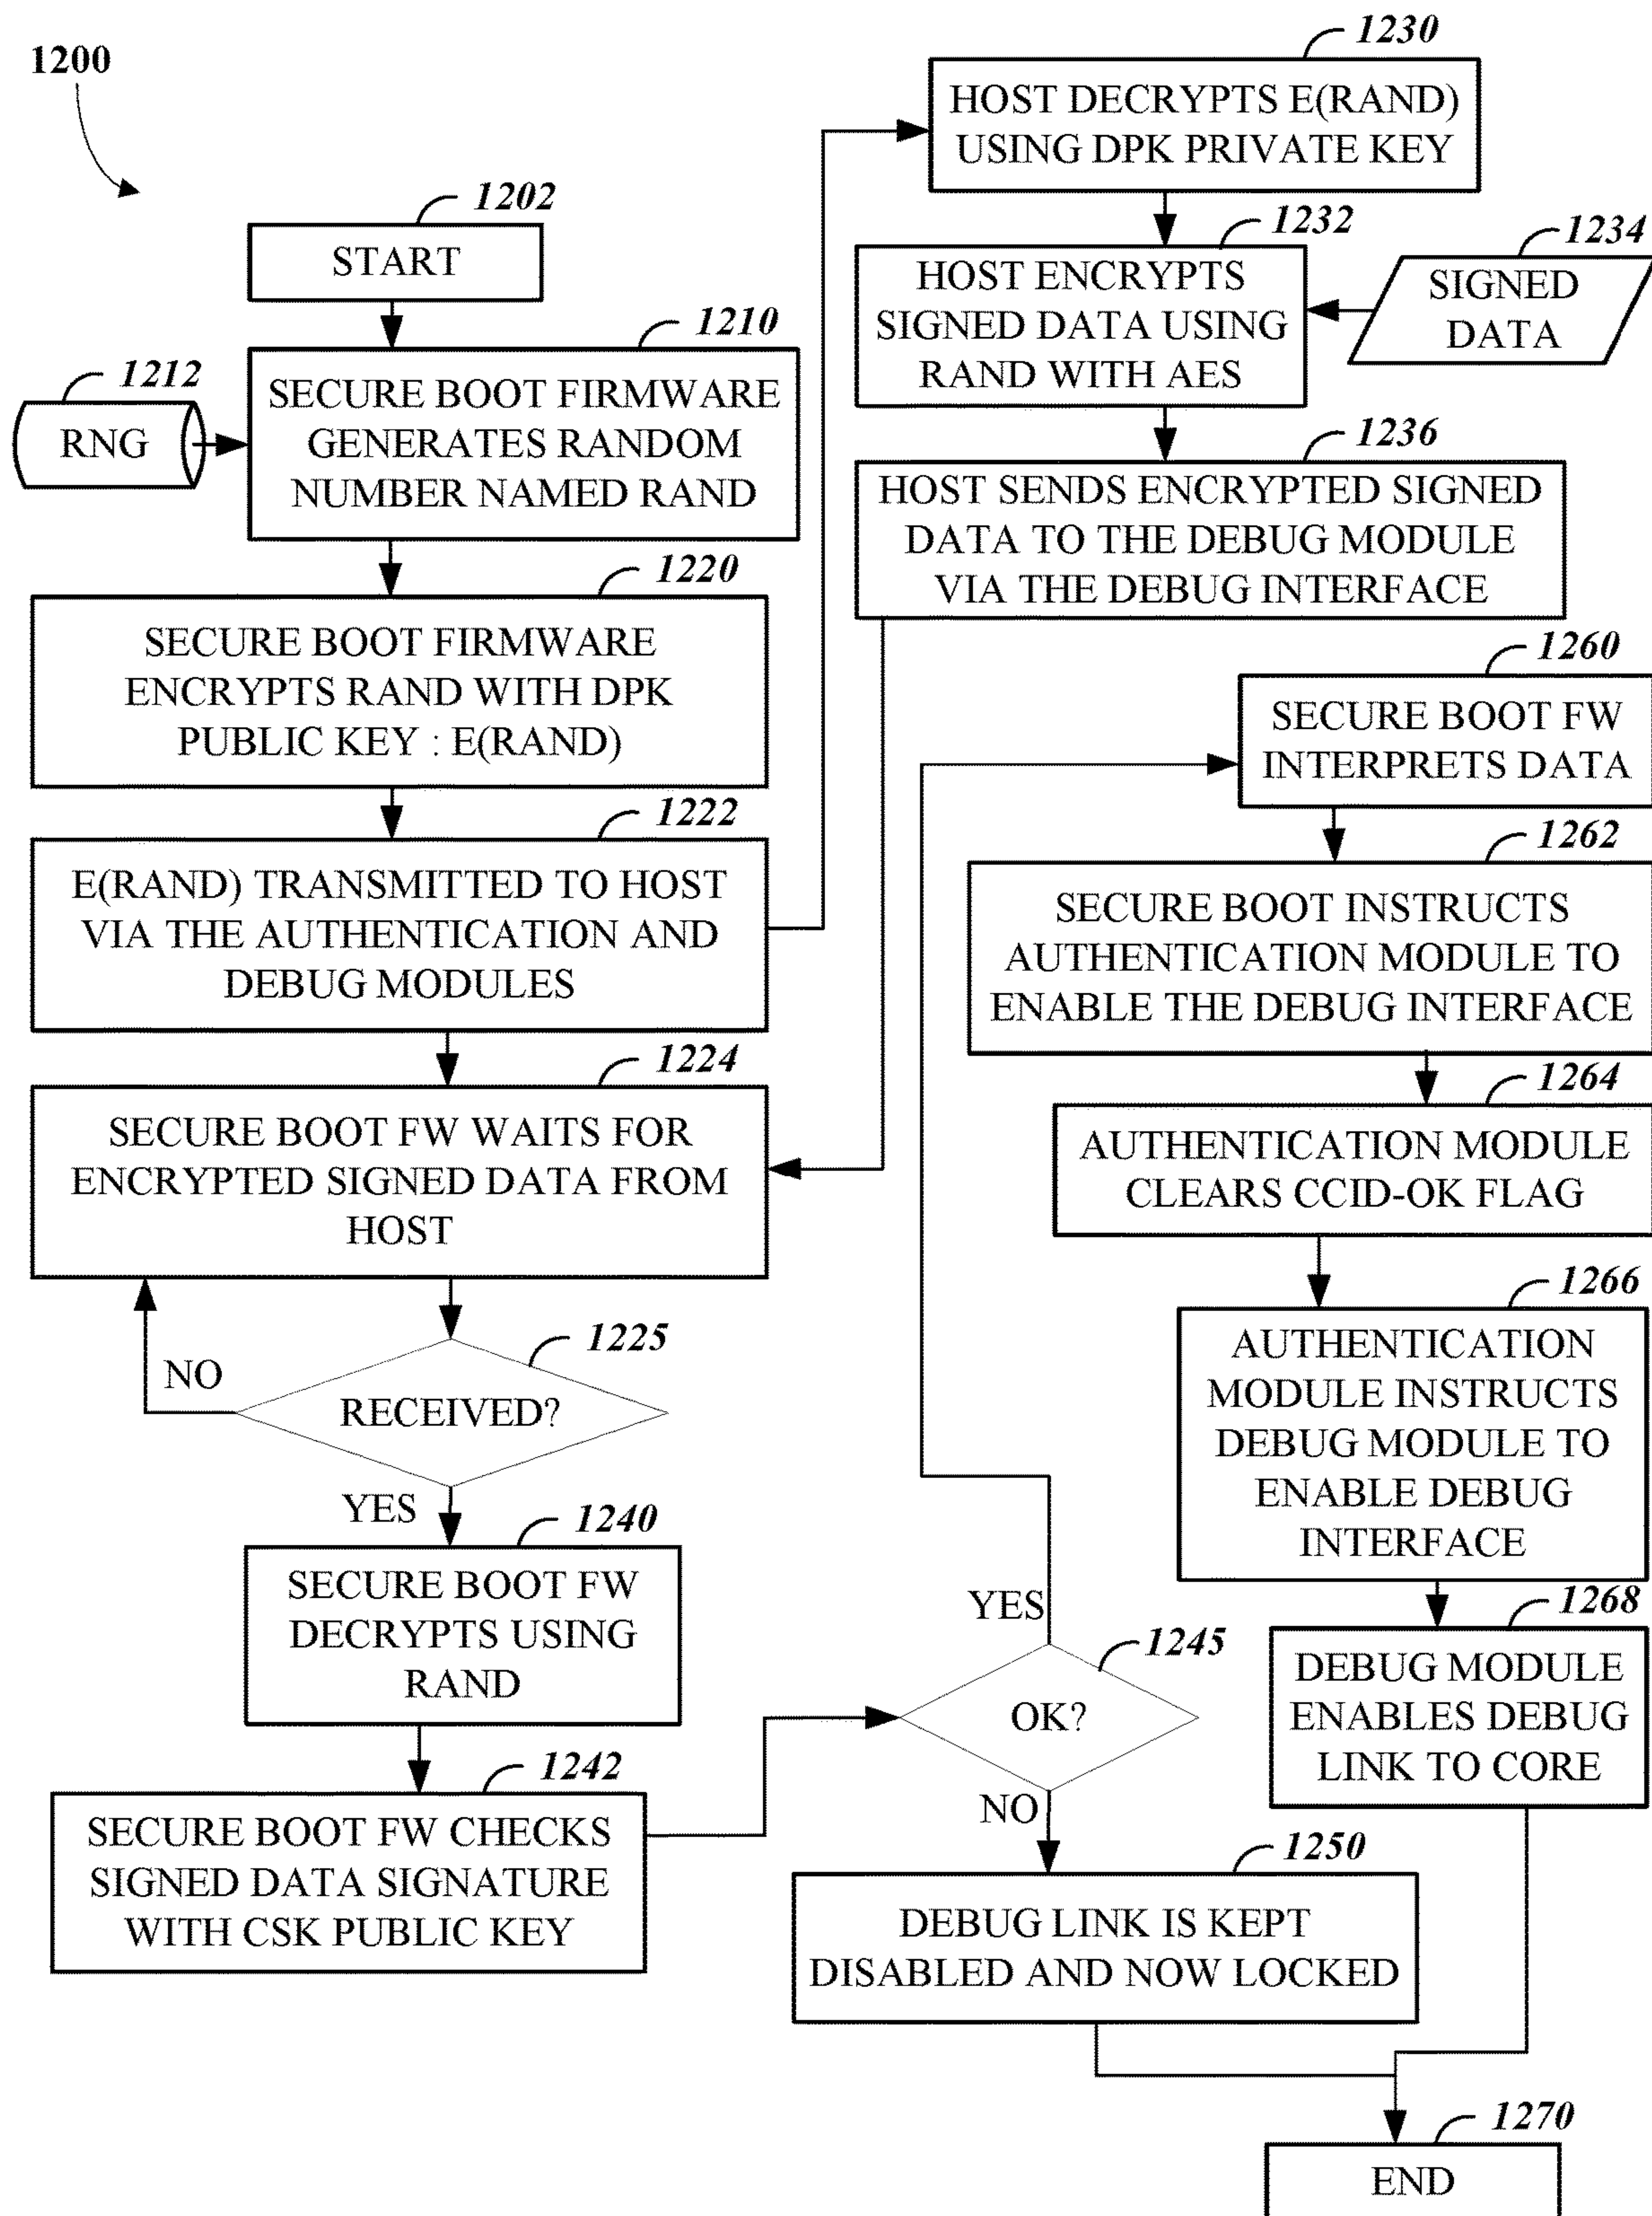 1200
1202
START
1210
1212
RNG
SECURE BOOT FIRMWARE
GENERATES RANDOM
NUMBER NAMED RAND
1220
SECURE BOOT FIRMWARE
ENCRYPTS RAND WITH DPK
PUBLIC KEY : E(RAND)
1222
E(RAND) TRANSMITTED TO HOST
VIA THE AUTHENTICATION AND
DEBUG MODULES
1224
SECURE BOOT FW WAITS FOR
ENCRYPTED SIGNED DATA FROM
HOST
1225
NO
RECEIVED?
YES
1230
HOST DECRYPTS E(RAND)
USING DPK PRIVATE KEY
1232
HOST ENCRYPTS
SIGNED DATA USING
RAND WITH AES
1234
SIGNED
DATA
1236
HOST SENDS ENCRYPTED SIGNED
DATA TO THE DEBUG MODULE
VIA THE DEBUG INTERFACE
1240
SECURE BOOT FW
DECRYPTS USING
RAND
1242
SECURE BOOT FW CHECKS
SIGNED DATA SIGNATURE
WITH CSK PUBLIC KEY
YES
1245
OK?
NO
1250
DEBUG LINK IS KEPT
DISABLED AND NOW LOCKED
1260
SECURE BOOT FW
INTERPRETS DATA
1262
SECURE BOOT INSTRUCTS
AUTHENTICATION MODULE TO
ENABLE THE DEBUG INTERFACE
1264
AUTHENTICATION MODULE
CLEARS CCID-OK FLAG
1266
AUTHENTICATION
MODULE INSTRUCTS
DEBUG MODULE TO
ENABLE DEBUG
INTERFACE
1268
DEBUG MODULE
ENABLES DEBUG
LINK TO CORE
1270
END